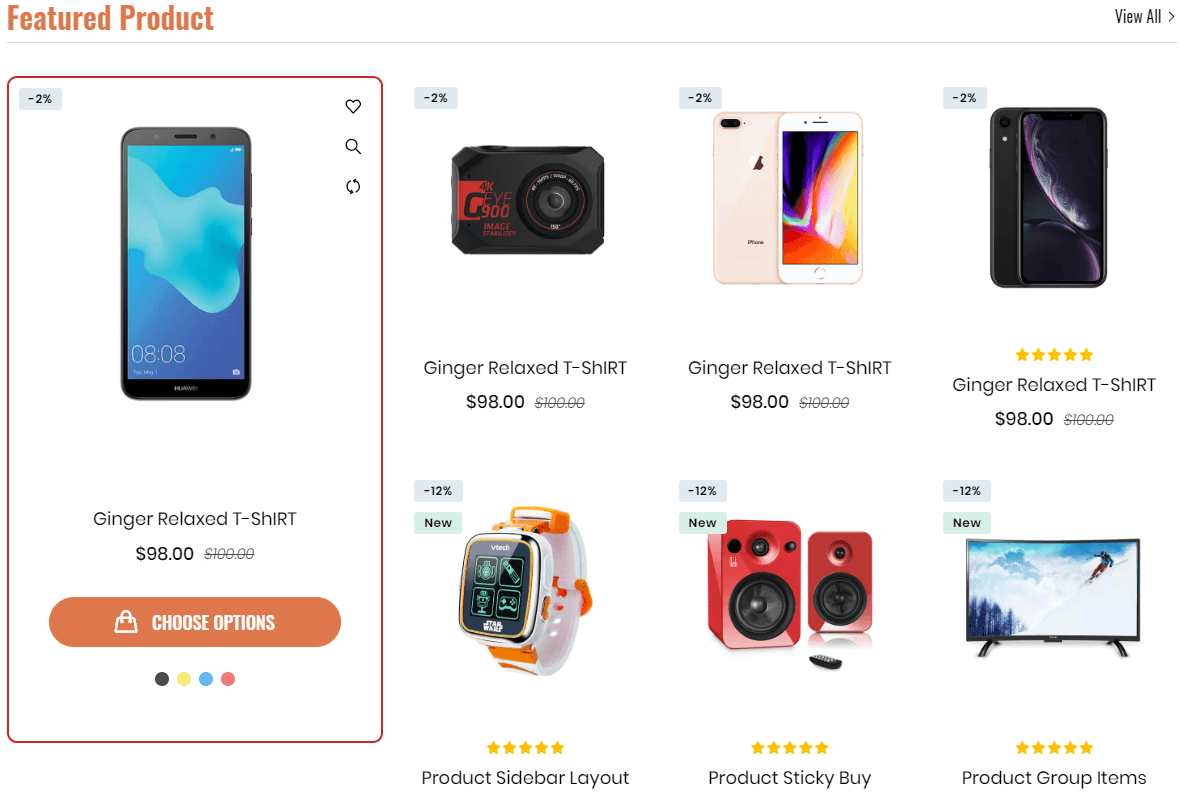 Featured Product
View All
-2%
08:08
Tue, May 1
HUAWEI
Ginger Relaxed T-ShIRT
$98.00 $100.00
CHOOSE OPTIONS
-2%
4K
EYE
900
IMAGE
STABILIZER
150°
Ginger Relaxed T-ShIRT
$98.00 $100.00
-2%
iPhone
Ginger Relaxed T-ShIRT
$98.00 $100.00
-2%
Ginger Relaxed T-ShIRT
$98.00 $100.00
-12%
New
vtech
STAR
WARS
Product Sidebar Layout
-12%
New
Product Sticky Buy
-12%
New
Product Group Items